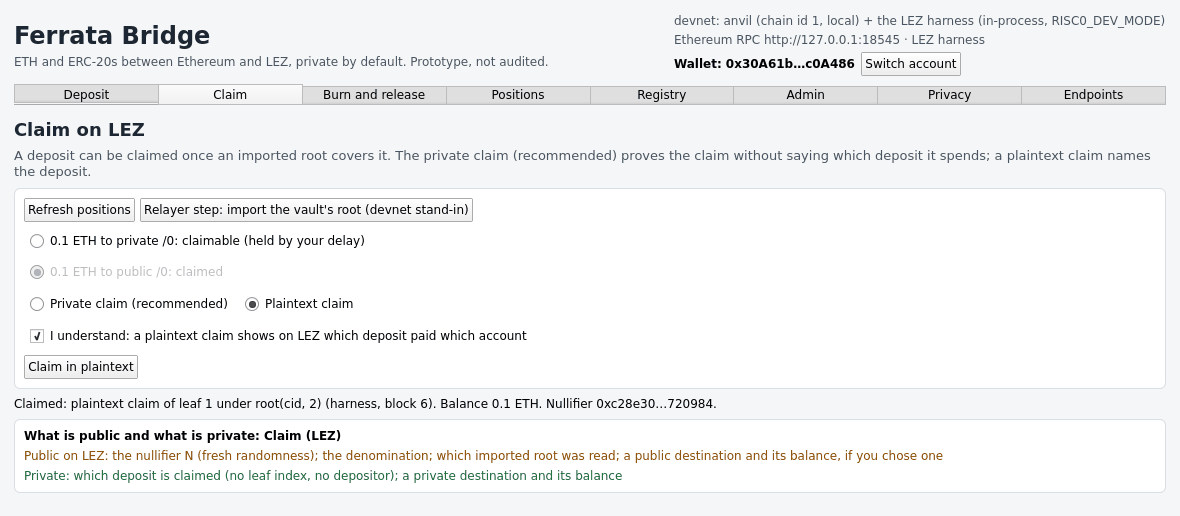 Ferrata Bridge
ETH and ERC-20s between Ethereum and LEZ, private by default. Prototype, not audited.
devnet: anvil (chain id 1, local) + the LEZ harness (in-process, RISC0_DEV_MODE)
Ethereum RPC http://127.0.0.1:18545 · LEZ harness
Wallet: 0x30A61b...c0A486 Switch account
Deposit Claim Burn and release Positions Registry Admin Privacy Endpoints
Claim on LEZ
A deposit can be claimed once an imported root covers it. The private claim (recommended) proves the claim without saying which deposit it spends; a plaintext claim names
the deposit.
Refresh positions Relayer step: import the vault's root (devnet stand-in)
0.1 ETH to private /0: claimable (held by your delay)
0.1 ETH to public /0: claimed
Private claim (recommended) Plaintext claim
I understand: a plaintext claim shows on LEZ which deposit paid which account
Claim in plaintext
Claimed: plaintext claim of leaf 1 under root(cid, 2) (harness, block 6). Balance 0.1 ETH. Nullifier 0xc28e30...720984.
What is public and what is private: Claim (LEZ)
Public on LEZ: the nullifier N (fresh randomness); the denomination; which imported root was read; a public destination and its balance, if you chose one
Private: which deposit is claimed (no leaf index, no depositor); a private destination and its balance